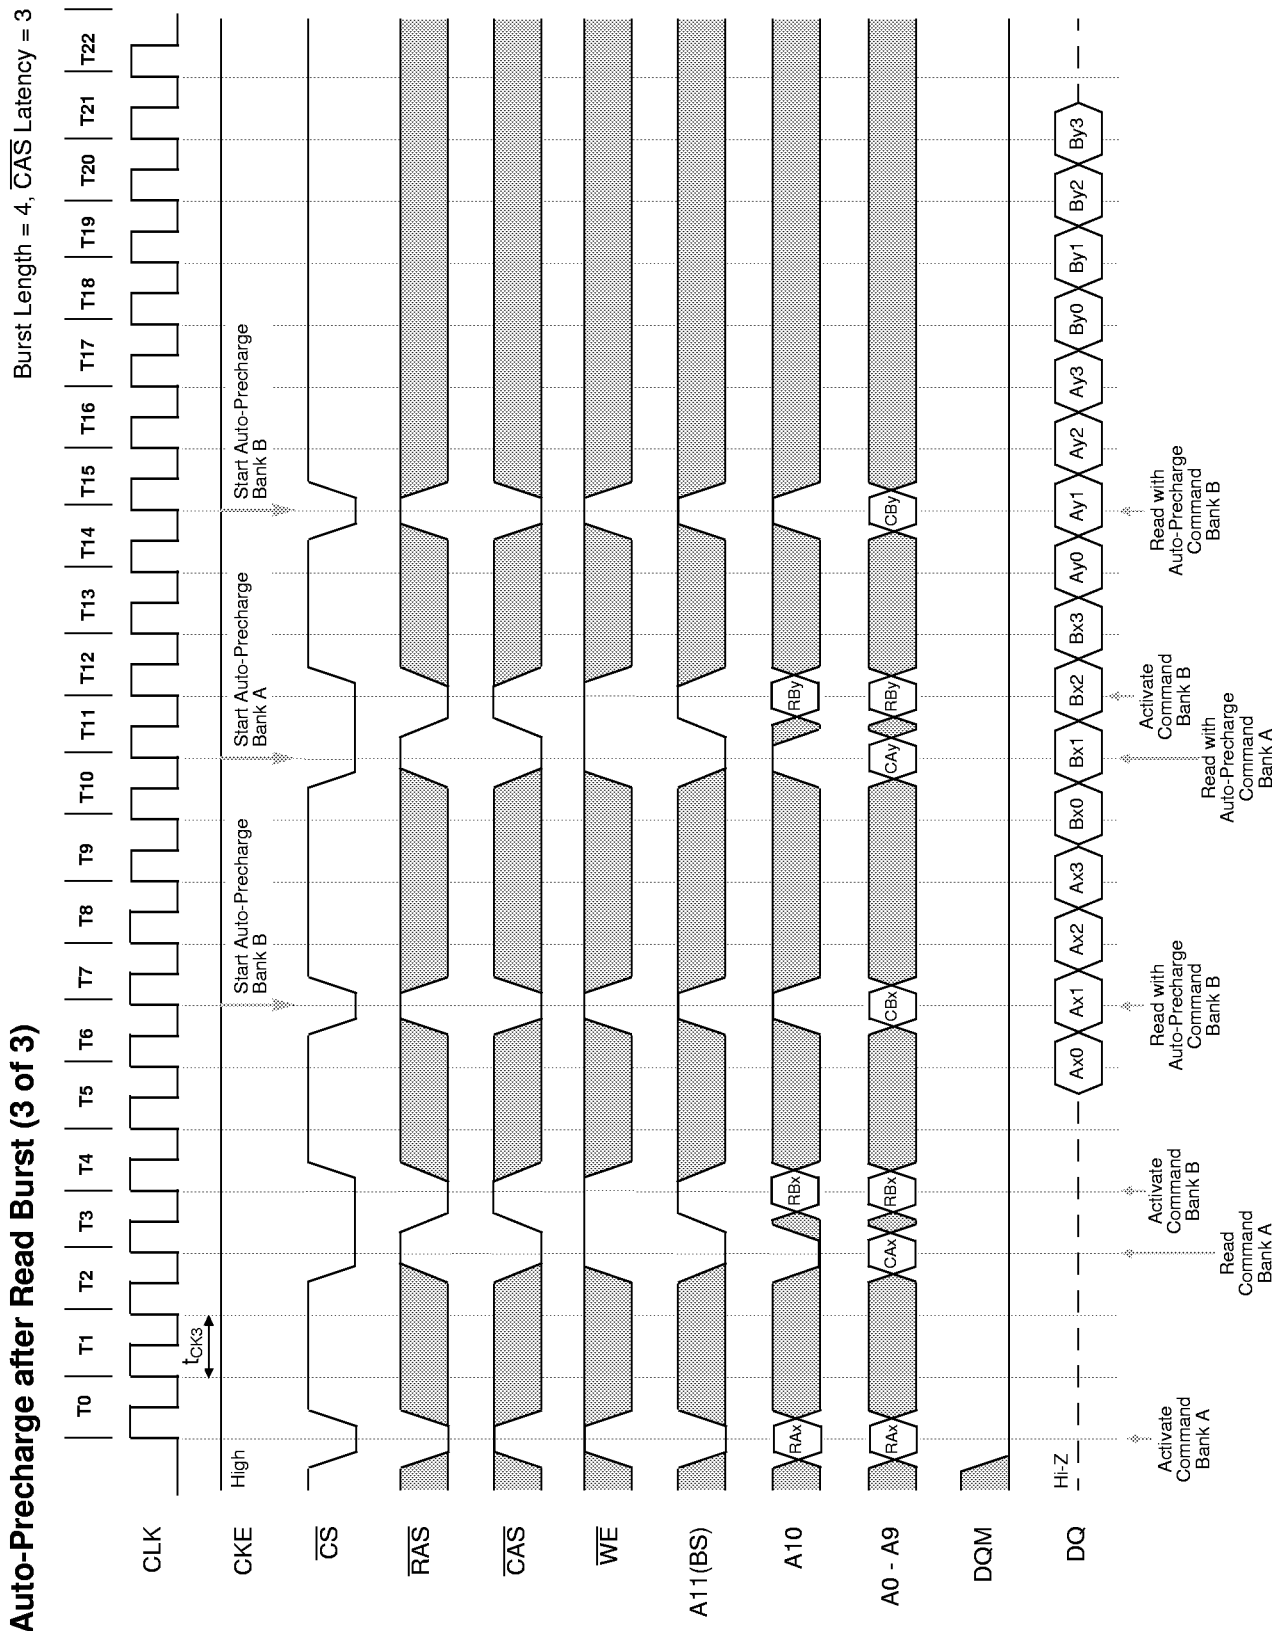 Auto-Precharge after Read Burst (3 of 3)
Burst Length = 4, CAS Latency = 3
T0 T1 T2 T3 T4 T5 T6 T7 T8 T9 T10 T11 T12 T13 T14 T15 T16 T17 T18 T19 T20 T21 T22
CLK
tCK3
CKE
High
Start Auto-Precharge
Bank B
Start Auto-Precharge
Bank A
Start Auto-Precharge
Bank B
CS
RAS
CAS
WE
A11(BS)
A10
RAx RBx RBy
A0 - A9
RAx CAx RBx CBx CAy RBy CBy
DQM
DQ
Hi-Z
Ax0 Ax1 Ax2 Ax3 Bx0 Bx1 Bx2 Bx3 Ay0 Ay1 Ay2 Ay3 By0 By1 By2 By3
Activate
Command
Bank A
Read
Command
Bank A
Activate
Command
Bank B
Read with
Auto-Precharge
Command
Bank B
Read with
Auto-Precharge
Command
Bank A
Activate
Command
Bank B
Read with
Auto-Precharge
Command
Bank B